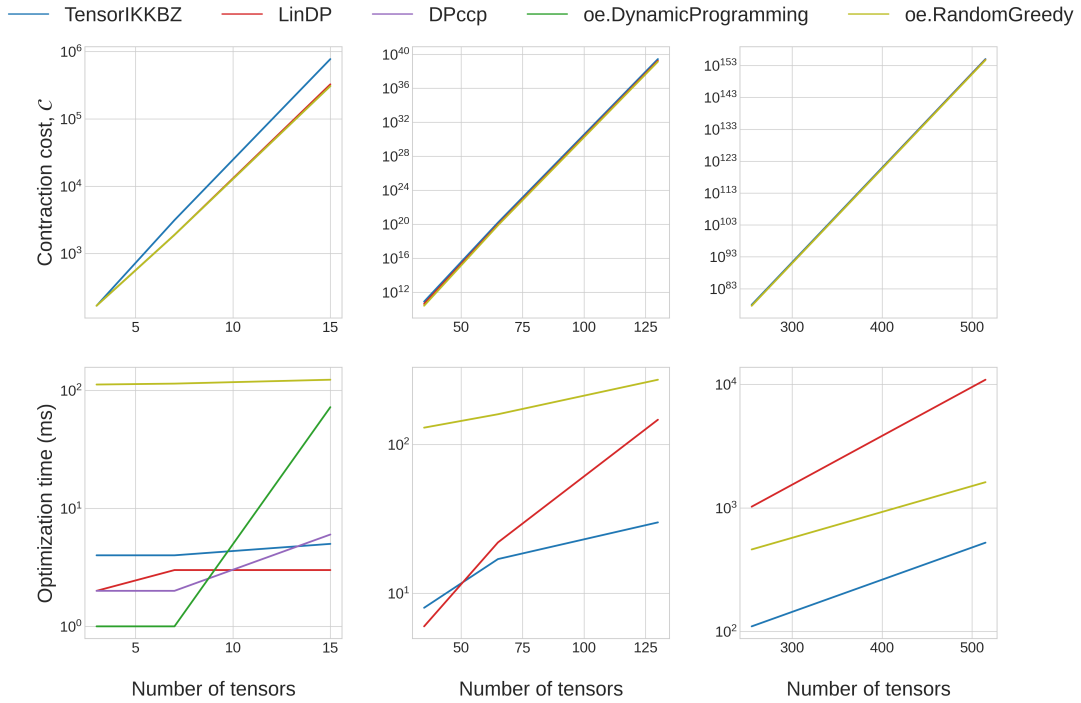 TensorIKKBZ LinDP DPccp oe.DynamicProgramming oe.RandomGreedy
Contraction cost, 𝒞
10⁶
10⁵
10⁴
10³
5 10 15
10⁴⁰
10³⁶
10³²
10²⁸
10²⁴
10²⁰
10¹⁶
10¹²
50 75 100 125
10¹⁵³
10¹⁴³
10¹³³
10¹²³
10¹¹³
10¹⁰³
10⁹³
10⁸³
300 400 500
Optimization time (ms)
10²
10¹
10⁰
5 10 15
Number of tensors
10²
10¹
50 75 100 125
Number of tensors
10⁴
10³
10²
300 400 500
Number of tensors